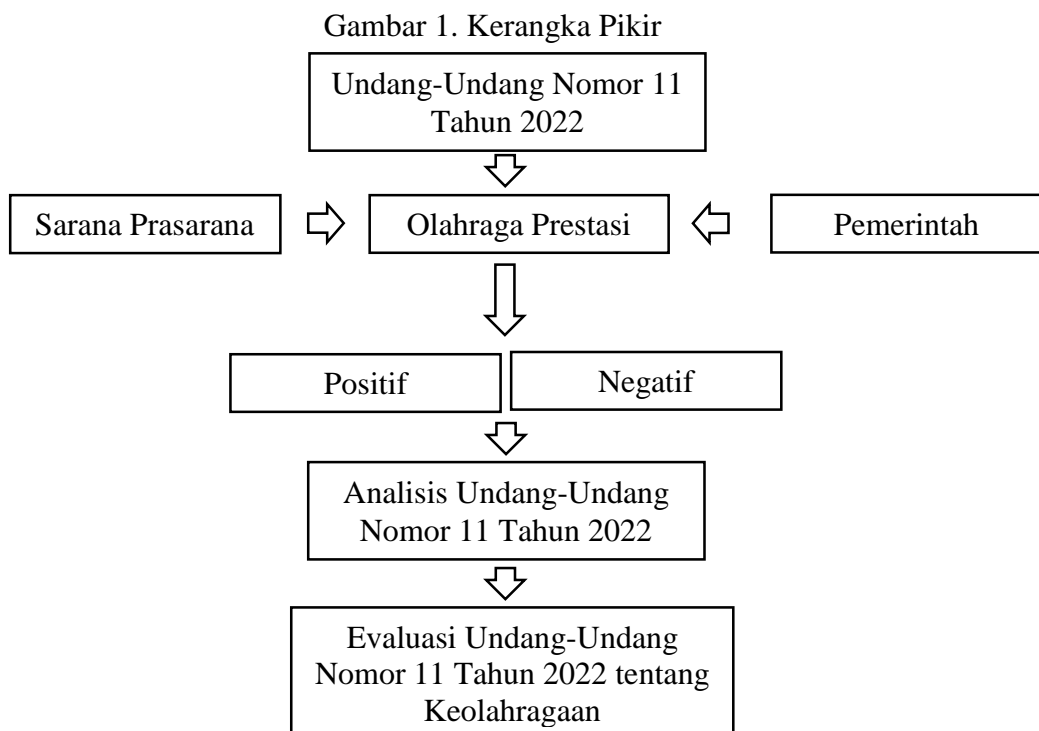 Gambar 1. Kerangka Pikir
Undang-Undang Nomor 11
Tahun 2022
Sarana Prasarana
Olahraga Prestasi
Pemerintah
Positif
Negatif
Analisis Undang-Undang
Nomor 11 Tahun 2022
Evaluasi Undang-Undang
Nomor 11 Tahun 2022 tentang
Keolahragaan